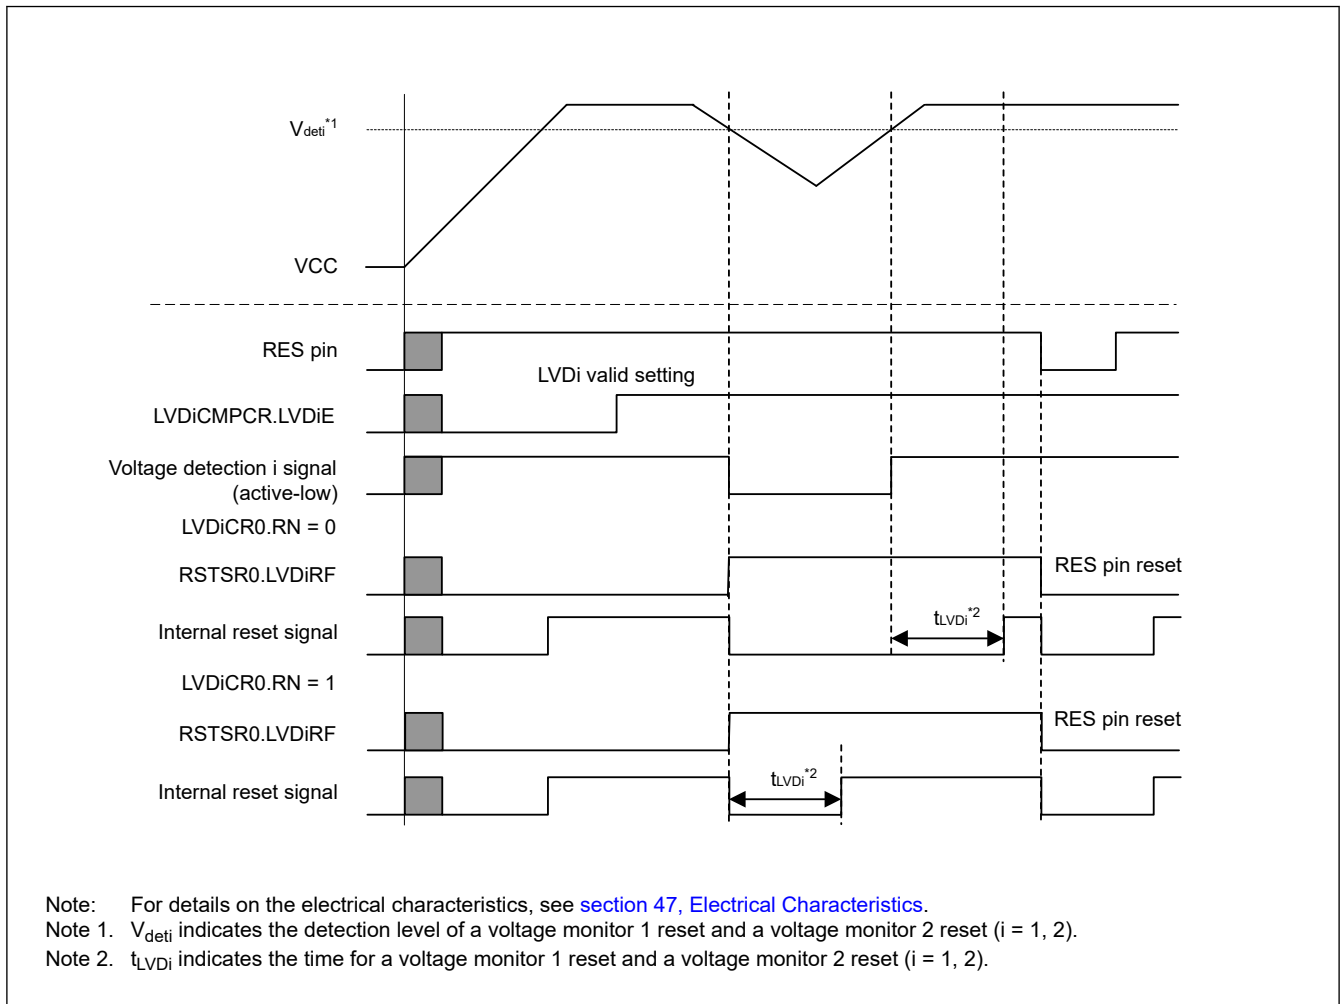 Vdeti*1
VCC
RES pin
LVDi valid setting
LVDiCMPCR.LVDiE
Voltage detection i signal
(active-low)
LVDiCR0.RN = 0
RSTSR0.LVDiRF
RES pin reset
Internal reset signal
tLVDi*2
LVDiCR0.RN = 1
RSTSR0.LVDiRF
RES pin reset
Internal reset signal
tLVDi*2
Note: For details on the electrical characteristics, see section 47, Electrical Characteristics.
Note 1. Vdeti indicates the detection level of a voltage monitor 1 reset and a voltage monitor 2 reset (i = 1, 2).
Note 2. tLVDi indicates the time for a voltage monitor 1 reset and a voltage monitor 2 reset (i = 1, 2).